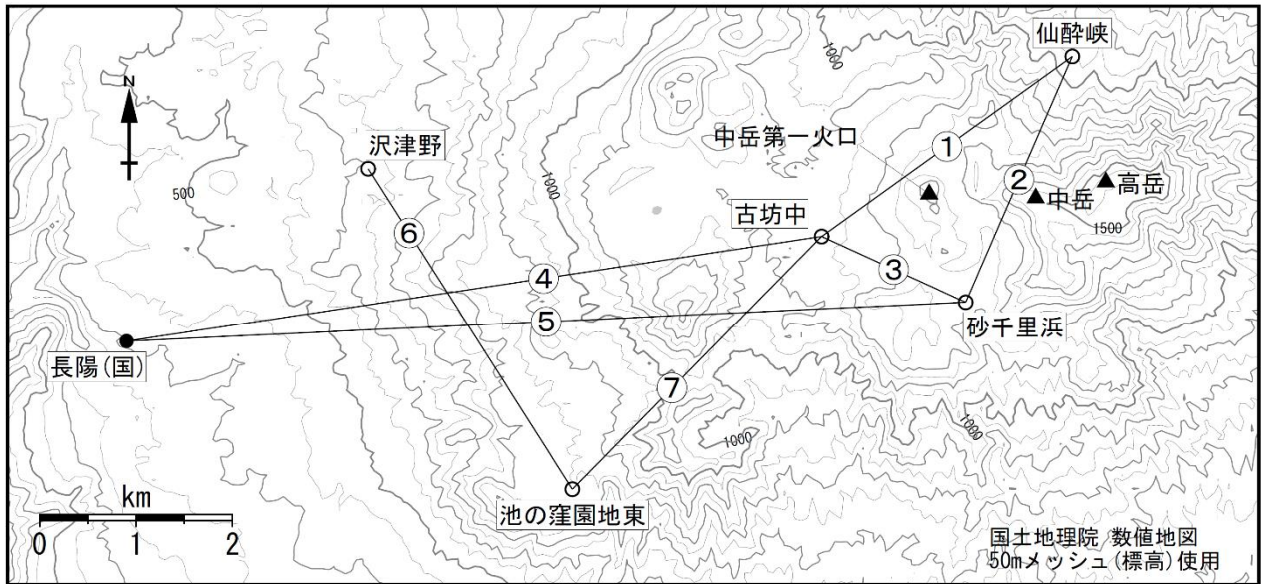 仙酔峡
1000
N
沢津野
中岳第一火口
①
500
②
高岳
中岳
古坊中
1500
⑥
③
④
⑤
砂千里浜
長陽(国)
⑦
1000
1000
km
0 1 2
池の窪園地東
国土地理院 数値地図
50mメッシュ(標高)使用
1000